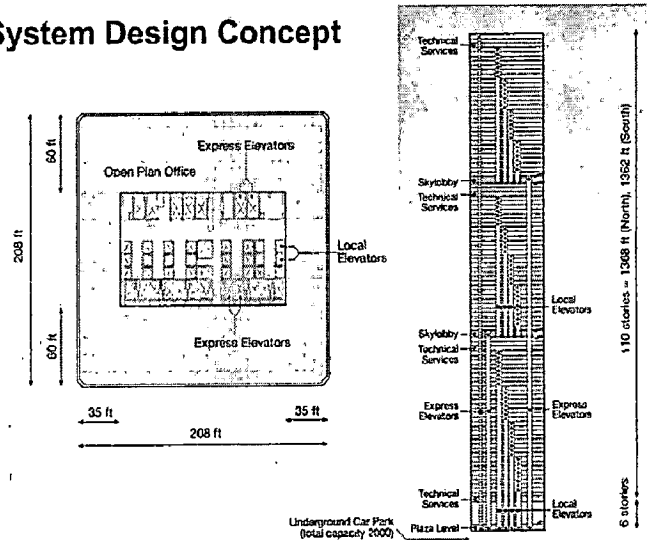 System Design Concept
Express Elevators
Open Plan Office
Local
Elevators
Express Elevators
60 ft
208 ft
60 ft
35 ft
35 ft
208 ft
Technical
Services
Skylobby
Technical
Services
Local
Elevators
Skylobby
Technical
Services
Express
Elevators
Express
Elevators
Technical
Services
Local
Elevators
Underground Car Park
(total capacity 2000)
Plaza Level
110 stories = 1308 ft (North), 1362 ft (South)
6 stories